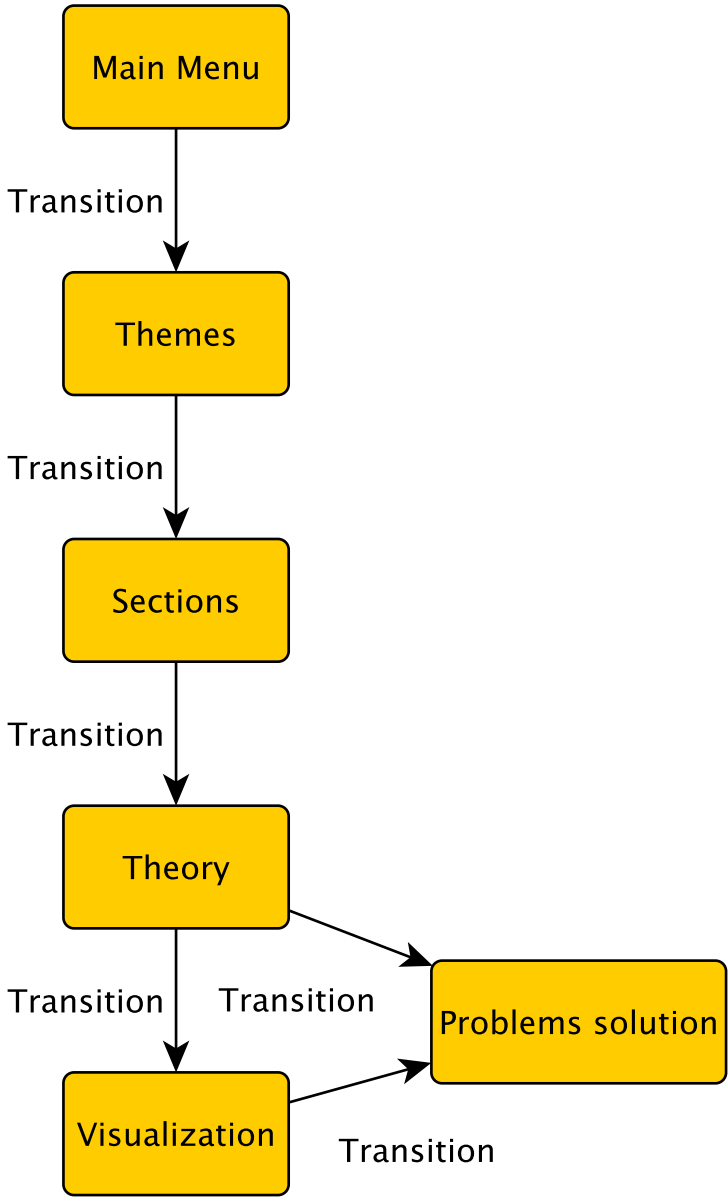 Main Menu
Transition
Themes
Transition
Sections
Transition
Theory
Transition
Transition
Problems solution
Visualization
Transition